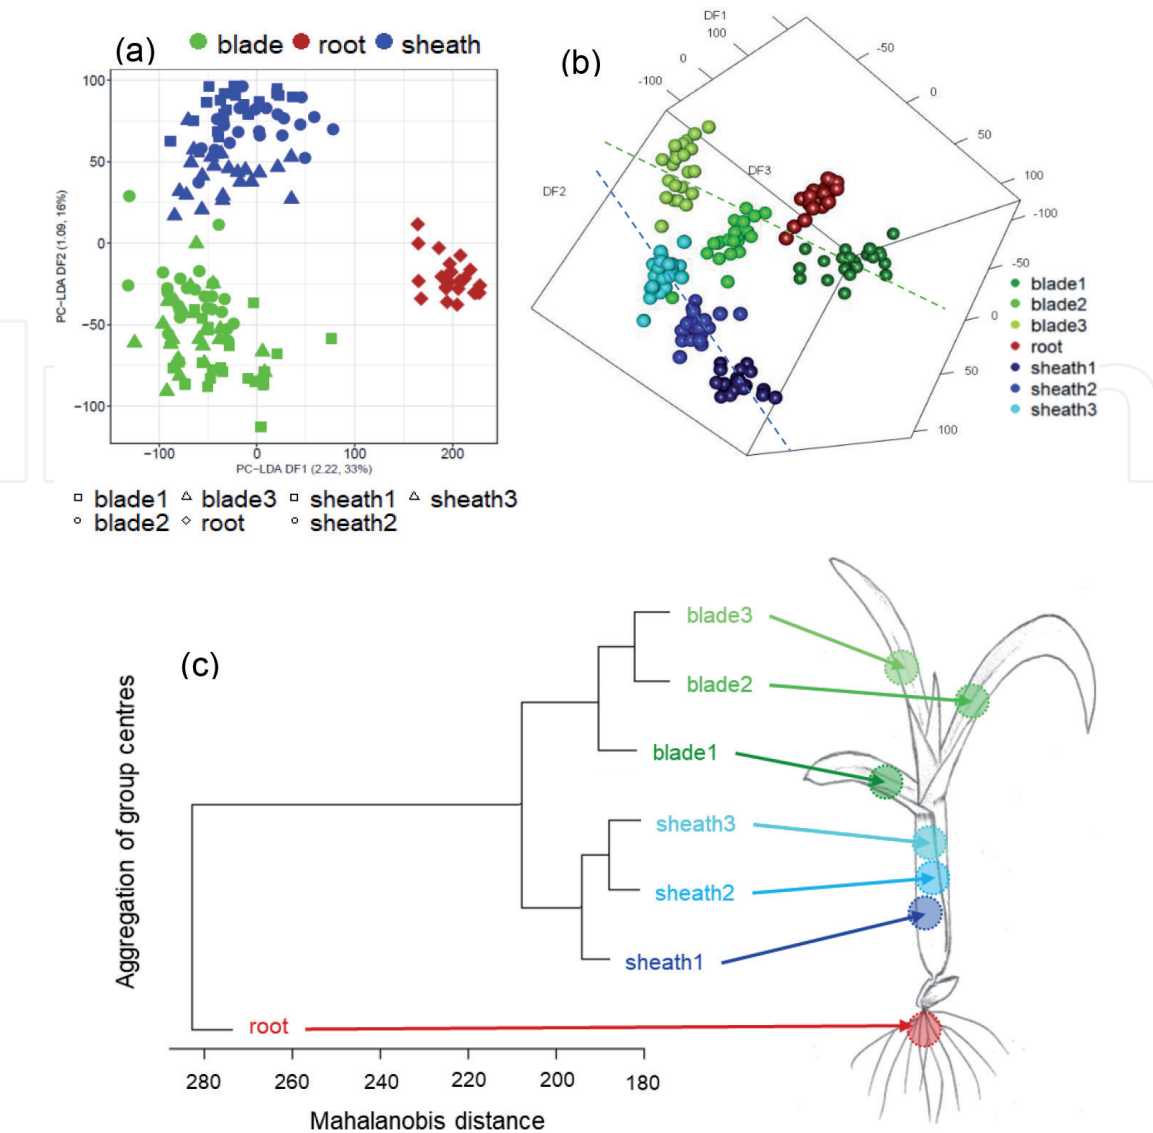 (a)
blade root sheath
100
50
0
−50
−100
PC−LDA DF2 (1.09, 16%)
−100 0 100 200
PC−LDA DF1 (2.22, 33%)
blade1 blade3 sheath1 sheath3
blade2 root sheath2
(b)
DF1
100
0
-100
-50
0
50
100
DF2
DF3
-100
-50
0
50
100
blade1
blade2
blade3
root
sheath1
sheath2
sheath3
(c)
Aggregation of group centres
blade3
blade2
blade1
sheath3
sheath2
sheath1
root
280 260 240 220 200 180
Mahalanobis distance